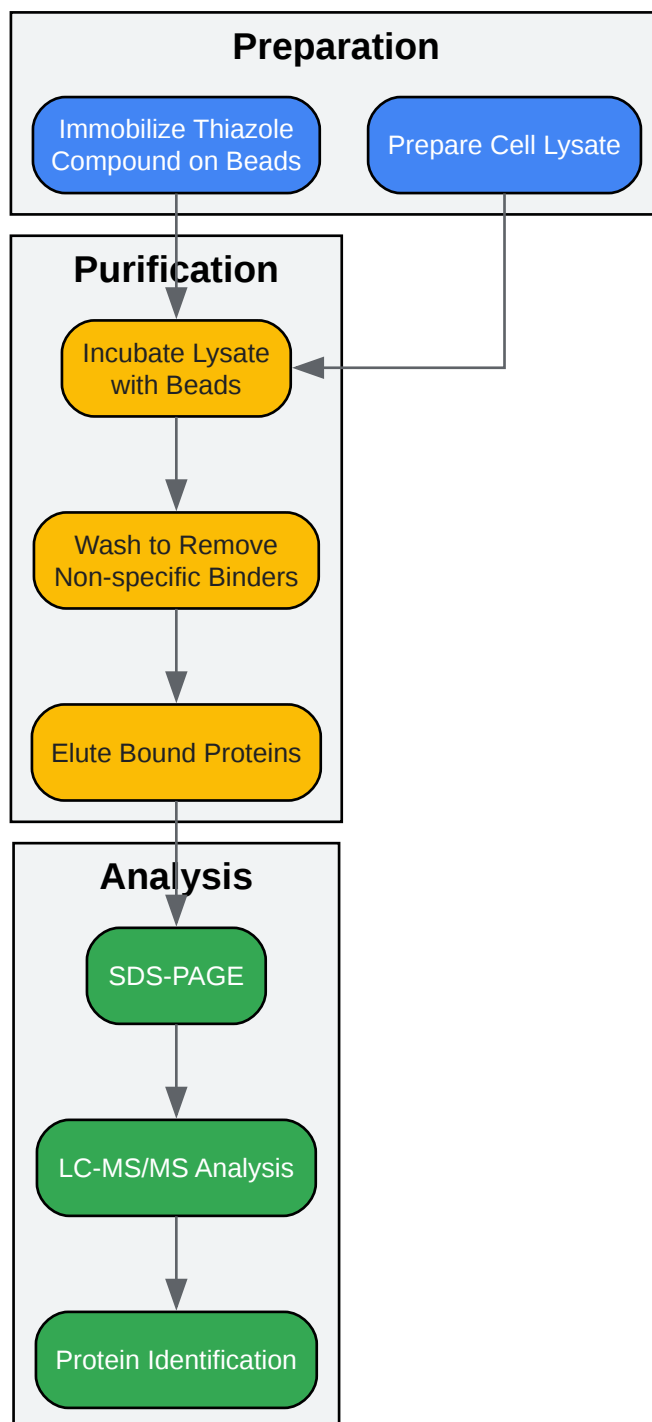 Preparation
Immobilize Thiazole
Compound on Beads
Prepare Cell Lysate
Purification
Incubate Lysate
with Beads
Wash to Remove
Non-specific Binders
Elute Bound Proteins
Analysis
SDS-PAGE
LC-MS/MS Analysis
Protein Identification